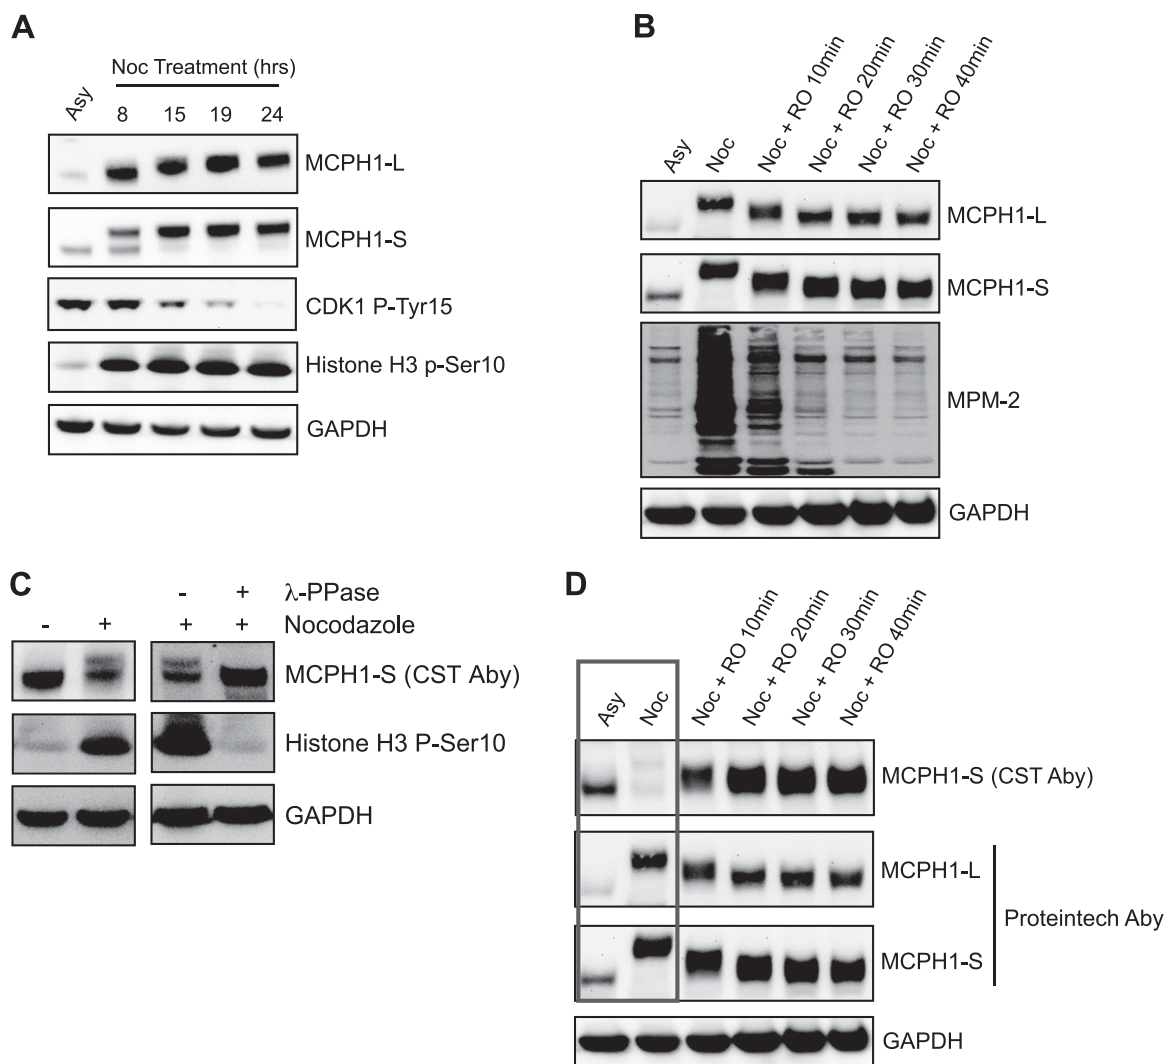 A
Noc Treatment (hrs)
Asy 8 15 19 24
MCPH1-L
MCPH1-S
CDK1 P-Tyr15
Histone H3 p-Ser10
GAPDH
B
Asy Noc Noc + RO 10min Noc + RO 20min Noc + RO 30min Noc + RO 40min
MCPH1-L
MCPH1-S
MPM-2
GAPDH
C
- + λ-PPase
- + + + Nocodazole
MCPH1-S (CST Aby)
Histone H3 P-Ser10
GAPDH
D
Asy Noc Noc + RO 10min Noc + RO 20min Noc + RO 30min Noc + RO 40min
MCPH1-S (CST Aby)
MCPH1-L
Proteintech Aby
MCPH1-S
GAPDH